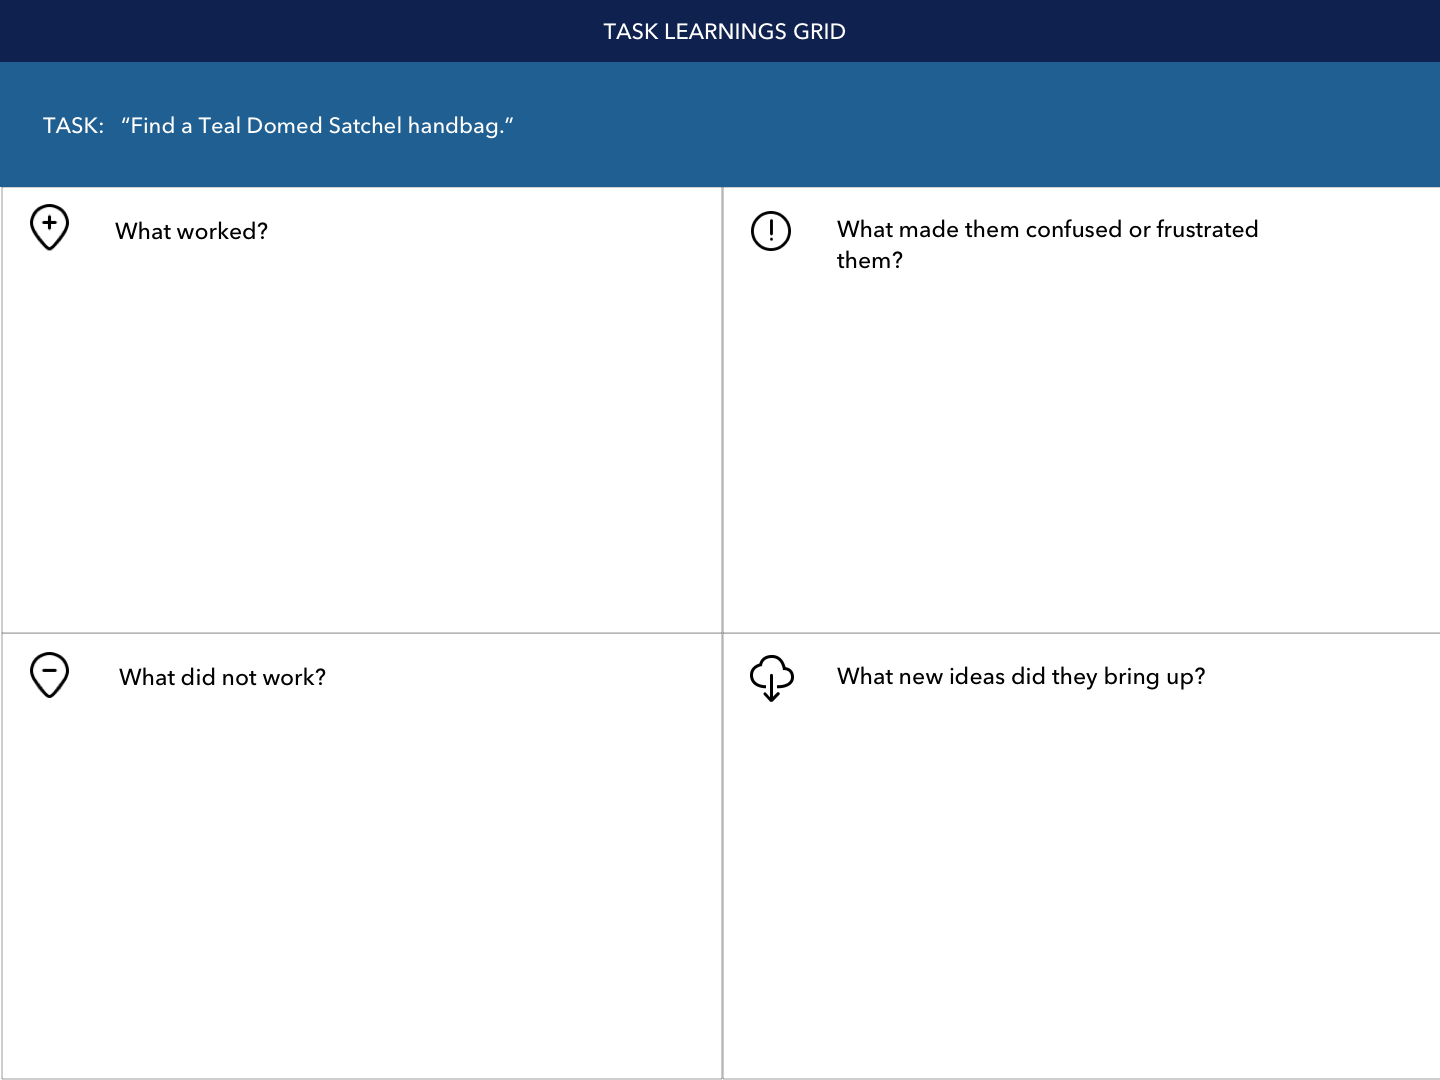 TASK LEARNINGS GRID
TASK: “Find a Teal Domed Satchel handbag.”
What worked?
What made them confused or frustrated
them?
What did not work?
What new ideas did they bring up?